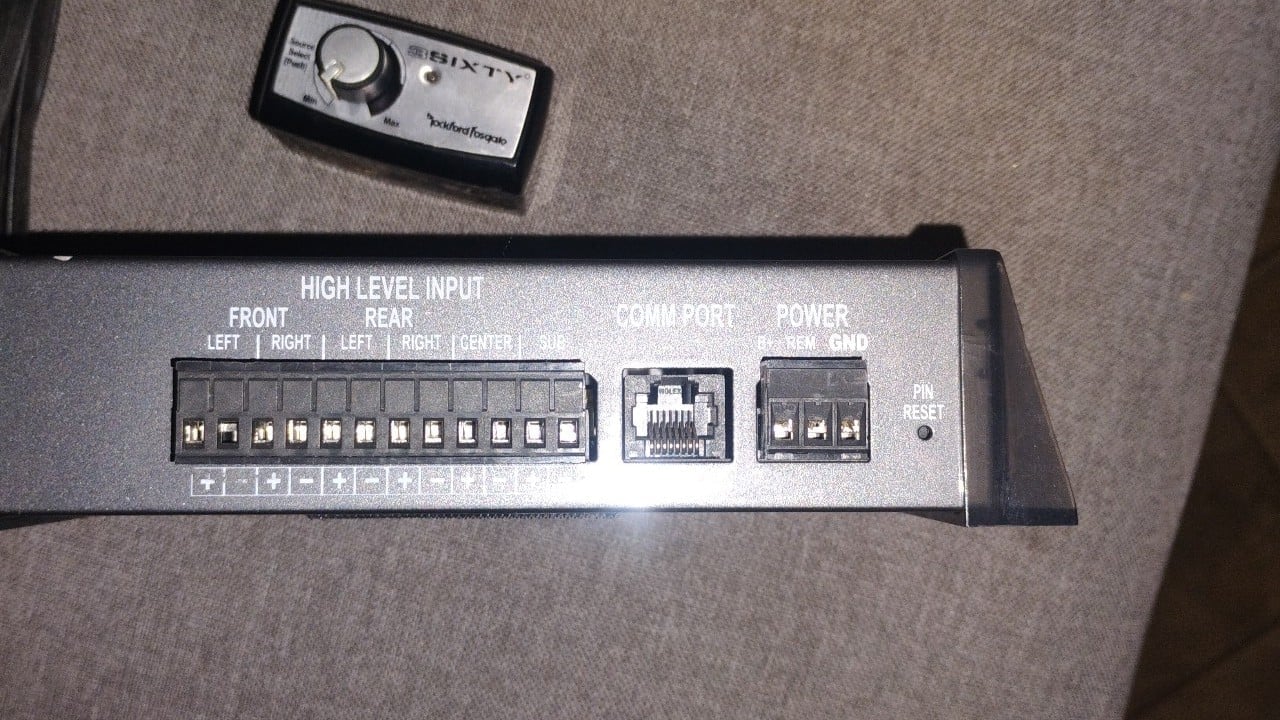 Source
Select
(Push)
Min
Max
3SIXTY
Rockford Fosgate
HIGH LEVEL INPUT
FRONT REAR
LEFT RIGHT LEFT RIGHT CENTER SUB
COMM PORT
POWER
B+ REM GND
MOLEX
PIN
RESET
+ - + - + - + - + - +